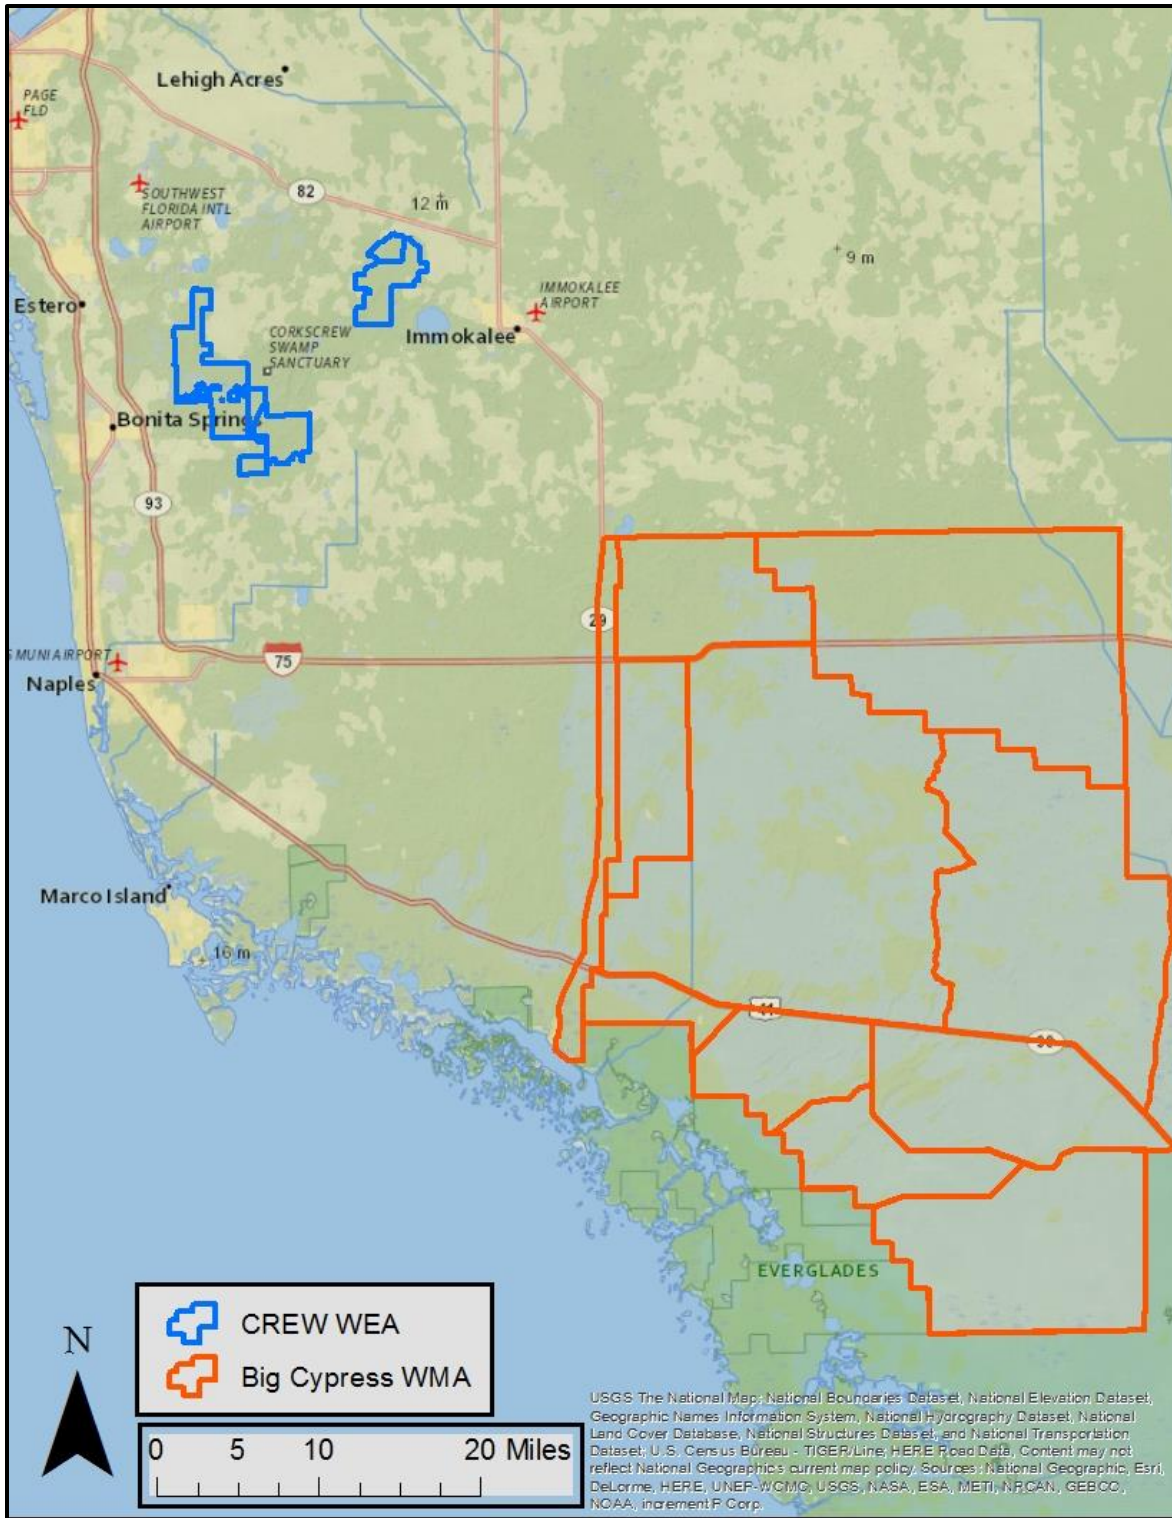 Lehigh Acres
PAGE
FLD
SOUTHWEST
FLORIDA INTL
AIRPORT
82
12 m
9 m
Estero
IMMOKALEE
AIRPORT
Immokalee
CORKSCREW
SWAMP
SANCTUARY
Bonita Springs
93
29
S MUNI AIRPORT
75
Naples
Marco Island
16 m
41
90
EVERGLADES
N
CREW WEA
Big Cypress WMA
0 5 10 20 Miles
USGS The National Map: National Boundaries Dataset, National Elevation Dataset,
Geographic Names Information System, National Hydrography Dataset, National
Land Cover Database, National Structures Dataset, and National Transportation
Dataset; U.S. Census Bureau - TIGER/Line; HERE Road Data, Content may not
reflect National Geographic's current map policy. Sources: National Geographic, Esri,
DeLorme, HERE, UNEP-WCMC, USGS, NASA, ESA, METI, NRCAN, GEBCO,
NOAA, increment P Corp.